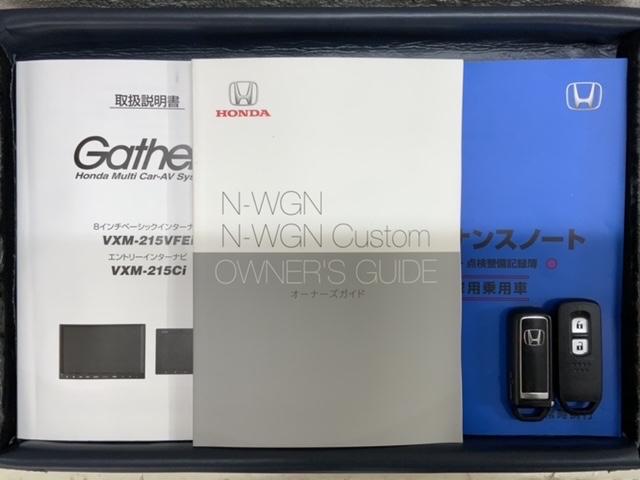 取扱説明書
Gathe
Honda Multi Car-AV Sys
8インチベーシックインターナ
VXM-215VFE
エントリーインターナビ
VXM-215Ci
HONDA
N-WGN
N-WGN Custom
OWNER'S GUIDE
オーナーズガイド
ナンスノート
点検整備記録簿
用乗用車